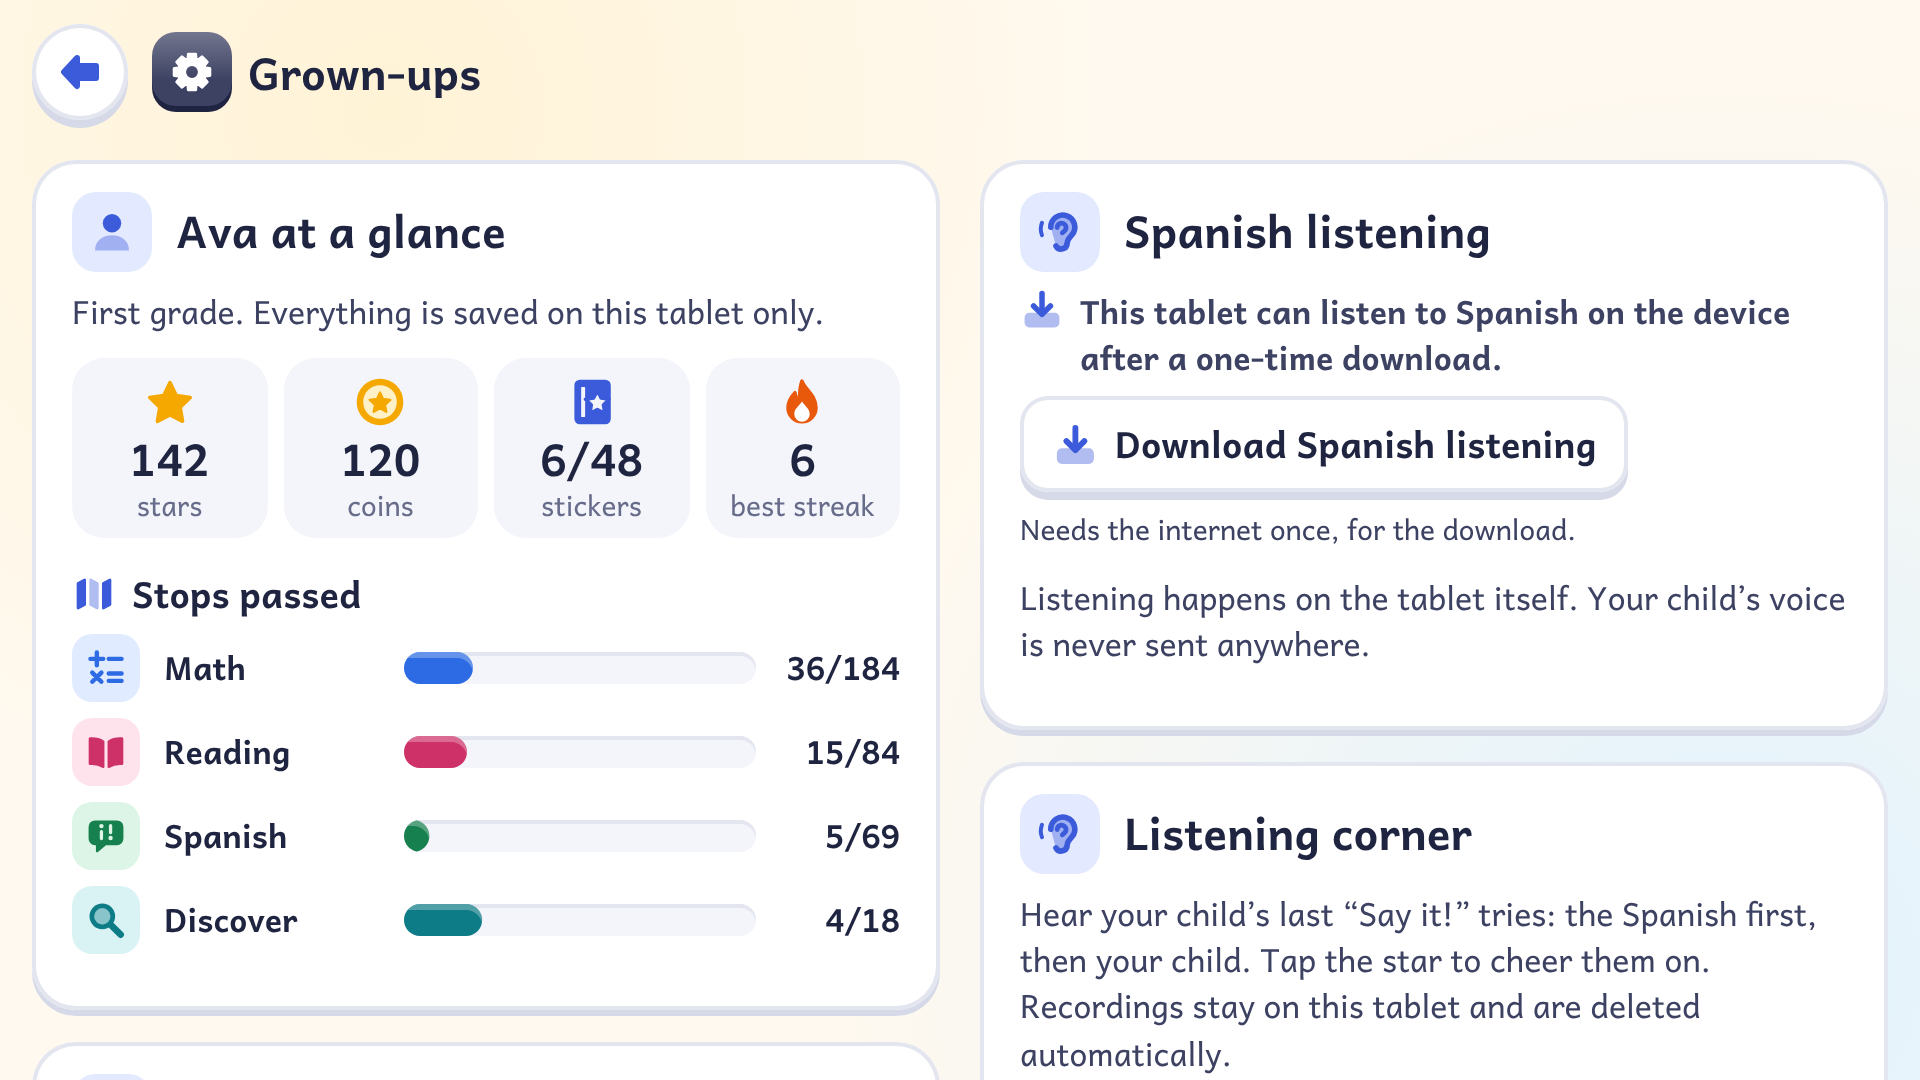 Grown-ups
Ava at a glance
First grade. Everything is saved on this tablet only.
142
stars
120
coins
6/48
stickers
6
best streak
Stops passed
Math
36/184
Reading
15/84
Spanish
5/69
Discover
4/18
Spanish listening
This tablet can listen to Spanish on the device
after a one-time download.
Download Spanish listening
Needs the internet once, for the download.
Listening happens on the tablet itself. Your child’s voice
is never sent anywhere.
Listening corner
Hear your child’s last “Say it!” tries: the Spanish first,
then your child. Tap the star to cheer them on.
Recordings stay on this tablet and are deleted
automatically.